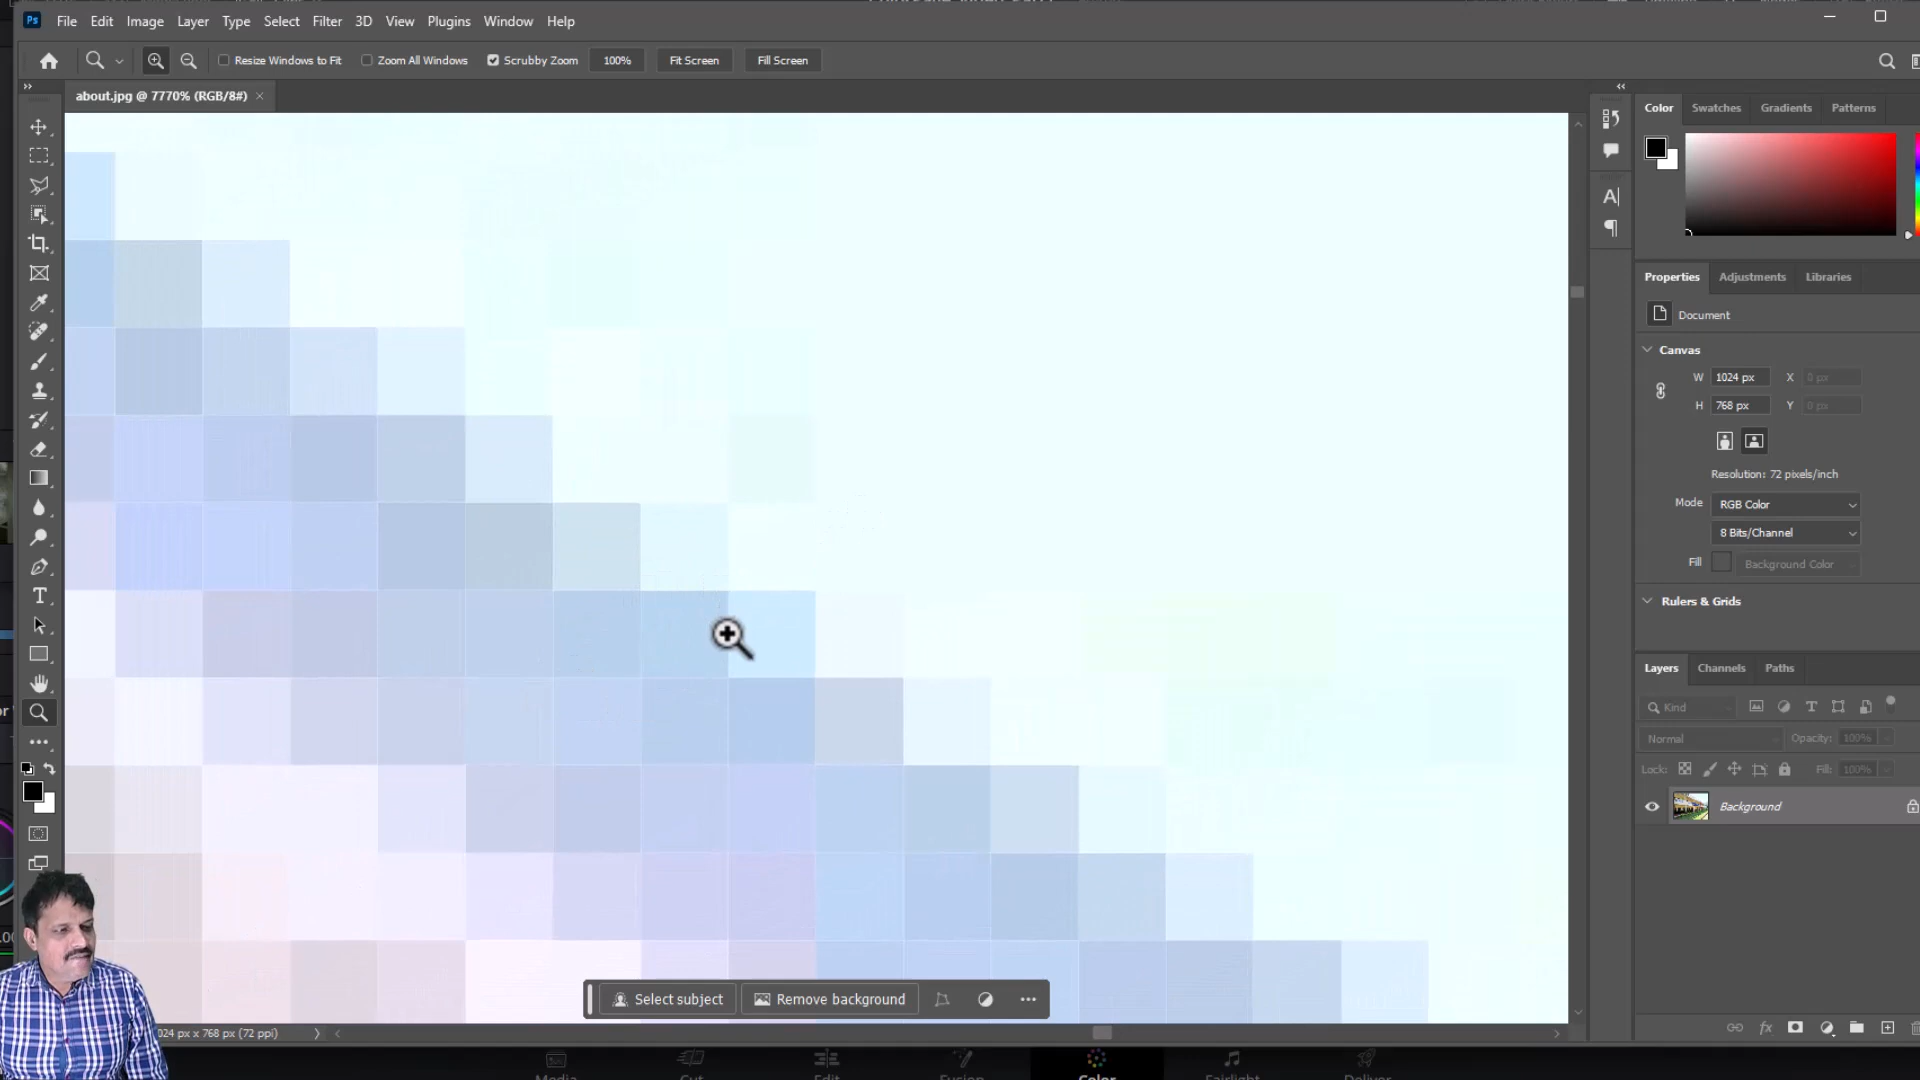 Ps File Edit Image Layer Type Select Filter 3D View Plugins Window Help
Resize Windows to Fit Zoom All Windows Scrubby Zoom 100% Fit Screen Fill Screen
about.jpg @ 7770% (RGB/8#) ×
Color Swatches Gradients Patterns
Properties Adjustments Libraries
Document
Canvas
W 1024 px X 0 px
H 768 px Y 0 px
Resolution: 72 pixels/inch
Mode RGB Color
8 Bits/Channel
Fill Background Color
Rulers & Grids
Layers Channels Paths
Kind
Normal Opacity: 100%
Lock: Fill: 100%
Background
Select subject Remove background
024 px x 768 px (72 ppi)
Media Cut Edit Fusion Color Fairlight Deliver